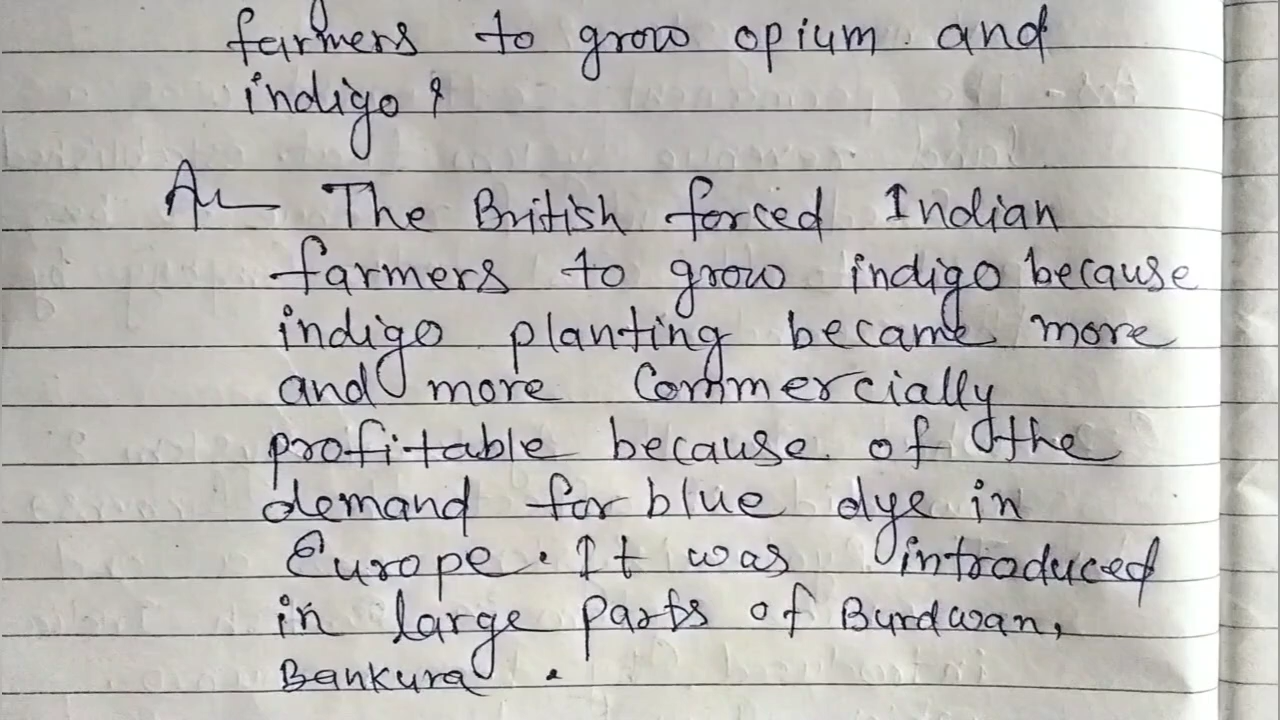 farmers to grow opium and
indigo ?
An The British forced Indian
farmers to grow indigo because
indigo planting became more
and more Commercially
profitable because of the
demand for blue dye in
Europe. It was introduced
in large parts of Burdwan,
Bankura.